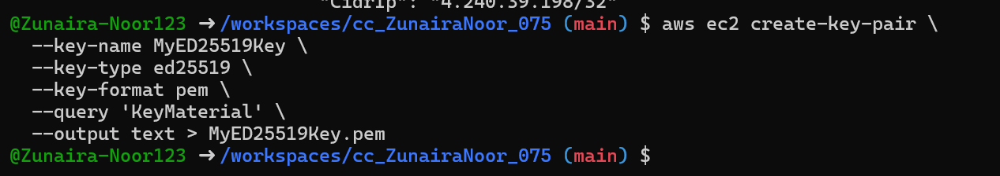 "CidrIp": "4.240.39.198/32"
@Zunaira-Noor123 ➜ /workspaces/cc_ZunairaNoor_075 (main) $ aws ec2 create-key-pair \
--key-name MyED25519Key \
--key-type ed25519 \
--key-format pem \
--query 'KeyMaterial' \
--output text > MyED25519Key.pem
@Zunaira-Noor123 ➜ /workspaces/cc_ZunairaNoor_075 (main) $